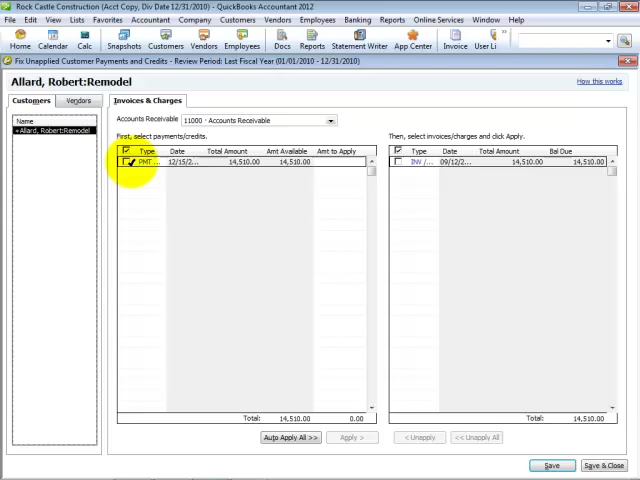 Rock Castle Construction (Acct Copy, Div Date 12/31/2010) - QuickBooks Accountant 2012
File Edit View Lists Favorites Accountant Company Customers Vendors Employees Banking Reports Online Services Window Help
Home Calendar Calc Snapshots Customers Vendors Employees Docs Reports Statement Writer App Center Invoice User Li
Fix Unapplied Customer Payments and Credits - Review Period: Last Fiscal Year (01/01/2010 - 12/31/2010)
Allard, Robert:Remodel
How this works
Customers Vendors Invoices & Charges
Accounts Receivable 11000 · Accounts Receivable
First, select payments/credits. Then, select invoices/charges and click Apply.
Name
Allard, Robert:Remodel
Type Date Total Amount Amt Available Amt to Apply Type Date Total Amount Bal Due
PMT ... 12/15/2... 14,510.00 14,510.00 INV /... 09/12/2... 14,510.00 14,510.00
Total: 14,510.00 0.00 Total: 14,510.00
Auto Apply All >> Apply > < Unapply << Unapply All
Save Save & Close